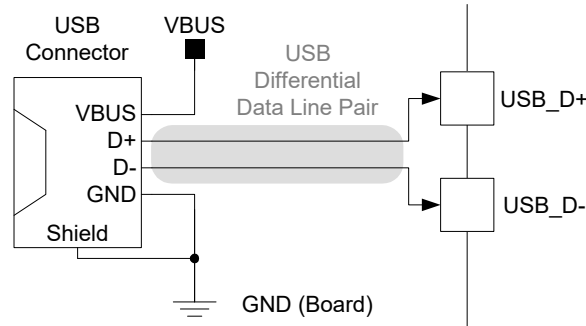 USB
Connector
VBUS
USB
Differential
Data Line Pair
VBUS
D+
D-
GND
Shield
USB_D+
USB_D-
GND (Board)